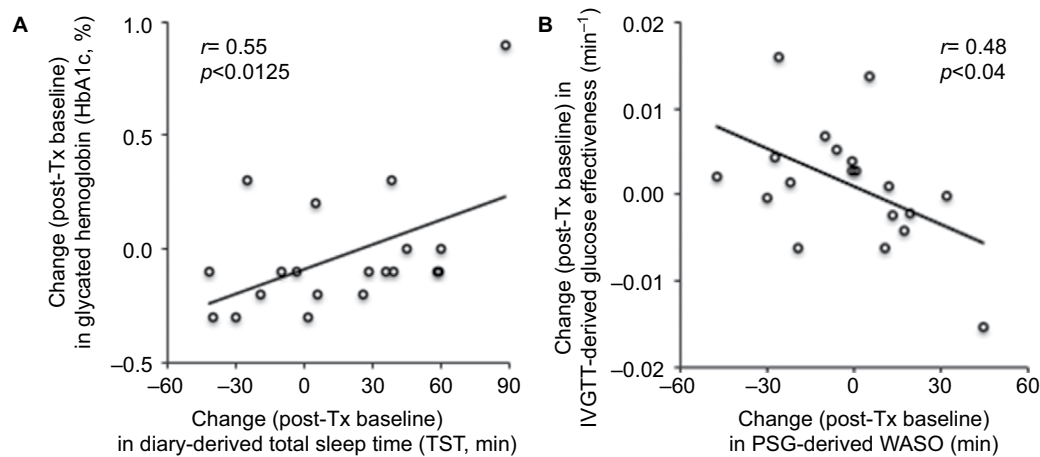 A
1.0
0.5
0.0
–0.5
–60
–30
0
30
60
90
r= 0.55
p<0.0125
Change (post-Tx baseline)
in glycated hemoglobin (HbA1c, %)
Change (post-Tx baseline)
in diary-derived total sleep time (TST, min)
B
0.02
0.01
0.00
–0.01
–0.02
–60
–30
0
30
60
r= 0.48
p<0.04
Change (post-Tx baseline) in
IVGTT-derived glucose effectiveness (min–1)
Change (post-Tx baseline)
in PSG-derived WASO (min)